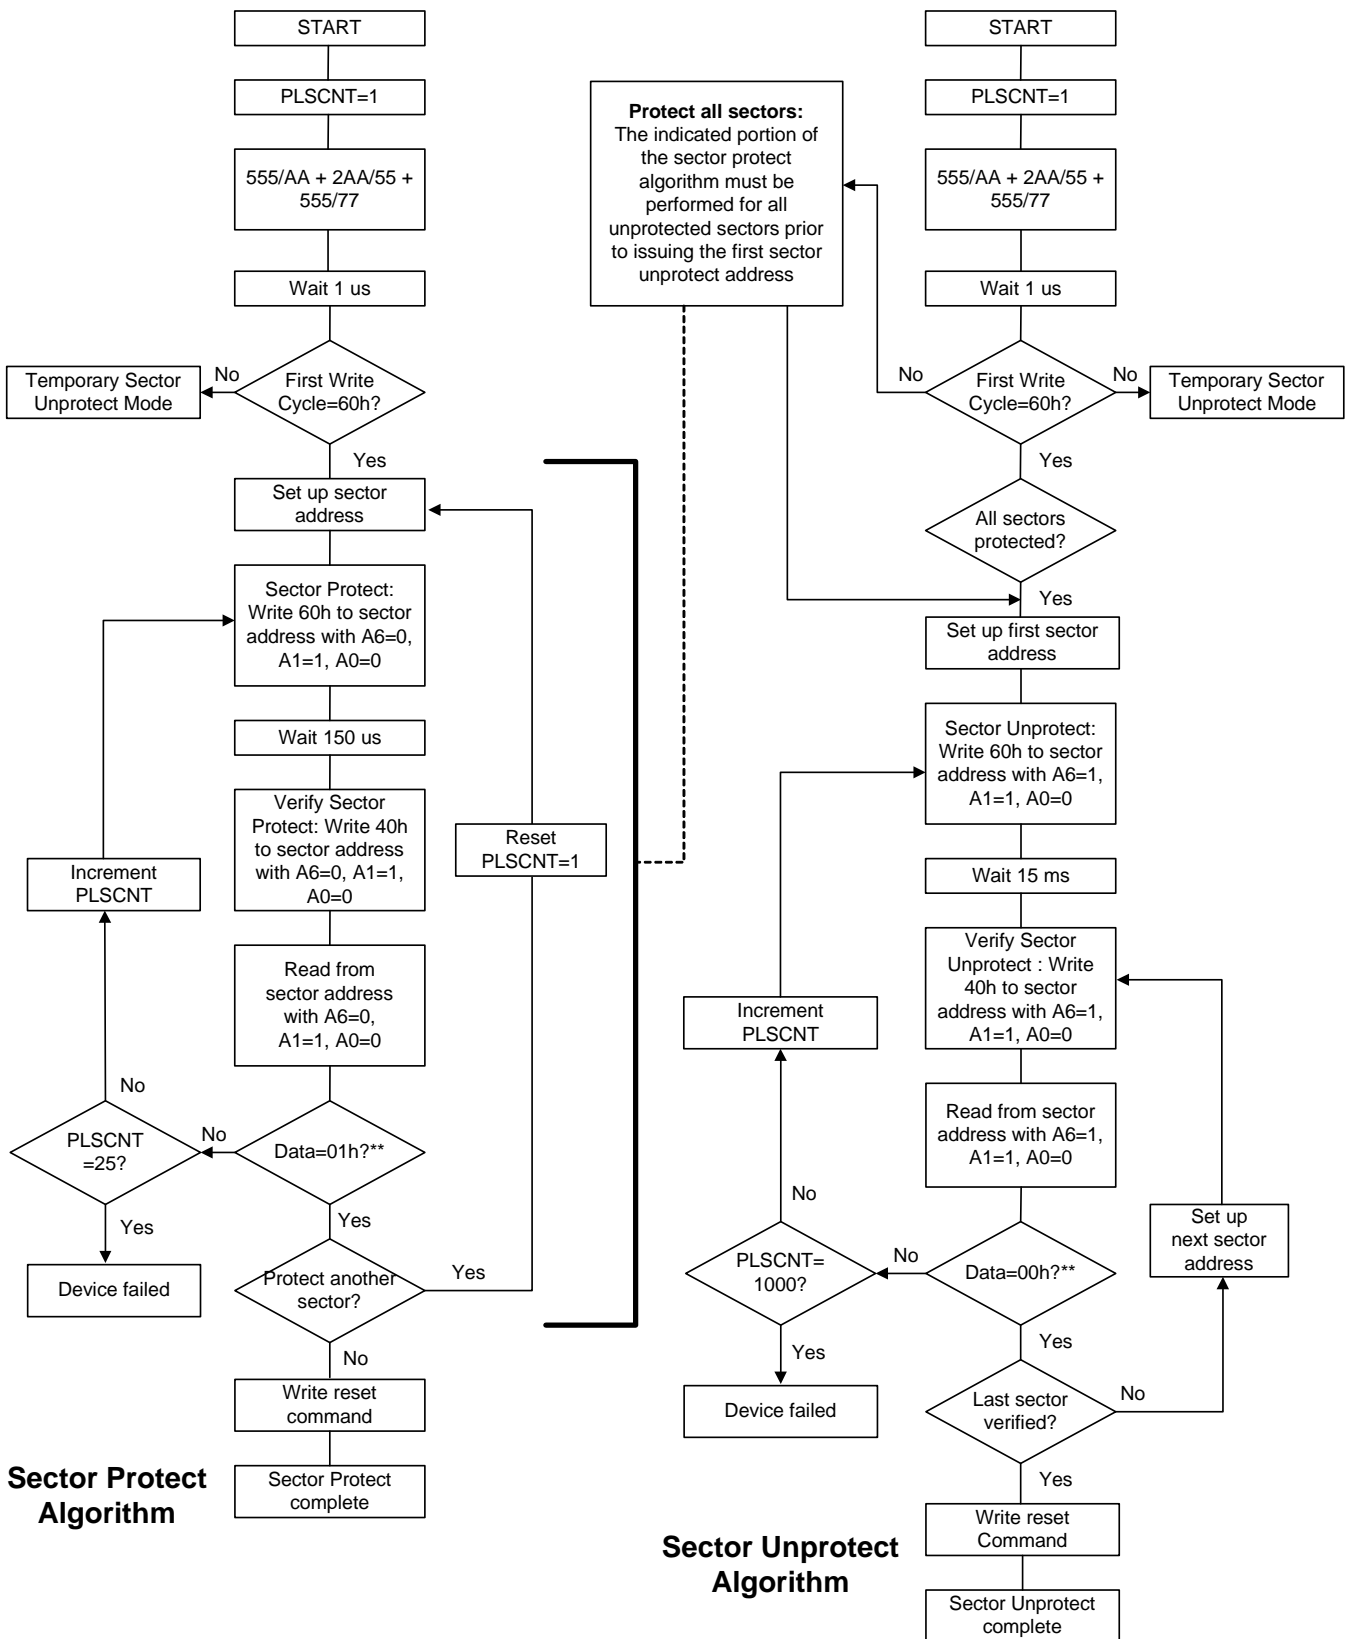 START
PLSCNT=1
555/AA + 2AA/55 +
555/77
Wait 1 us
First Write
Cycle=60h?
No
Temporary Sector
Unprotect Mode
Yes
Set up sector
address
Sector Protect:
Write 60h to sector
address with A6=0,
A1=1, A0=0
Wait 150 us
Verify Sector
Protect: Write 40h
to sector address
with A6=0, A1=1,
A0=0
Reset
PLSCNT=1
Increment
PLSCNT
Read from
sector address
with A6=0,
A1=1, A0=0
No
PLSCNT
=25?
No
Data=01h?**
Yes
Yes
Device failed
Protect another
sector?
Yes
No
Write reset
command
Sector Protect
complete
Sector Protect
Algorithm
Protect all sectors:
The indicated portion of
the sector protect
algorithm must be
performed for all
unprotected sectors prior
to issuing the first sector
unprotect address
START
PLSCNT=1
555/AA + 2AA/55 +
555/77
Wait 1 us
No
First Write
Cycle=60h?
No
Temporary Sector
Unprotect Mode
Yes
All sectors
protected?
Yes
Set up first sector
address
Sector Unprotect:
Write 60h to sector
address with A6=1,
A1=1, A0=0
Wait 15 ms
Verify Sector
Unprotect : Write
40h to sector
address with A6=1,
A1=1, A0=0
Increment
PLSCNT
Read from sector
address with A6=1,
A1=1, A0=0
No
PLSCNT=
1000?
No
Data=00h?**
Set up
next sector
address
Yes
Yes
Device failed
Last sector
verified?
No
Yes
Write reset
Command
Sector Unprotect
complete
Sector Unprotect
Algorithm